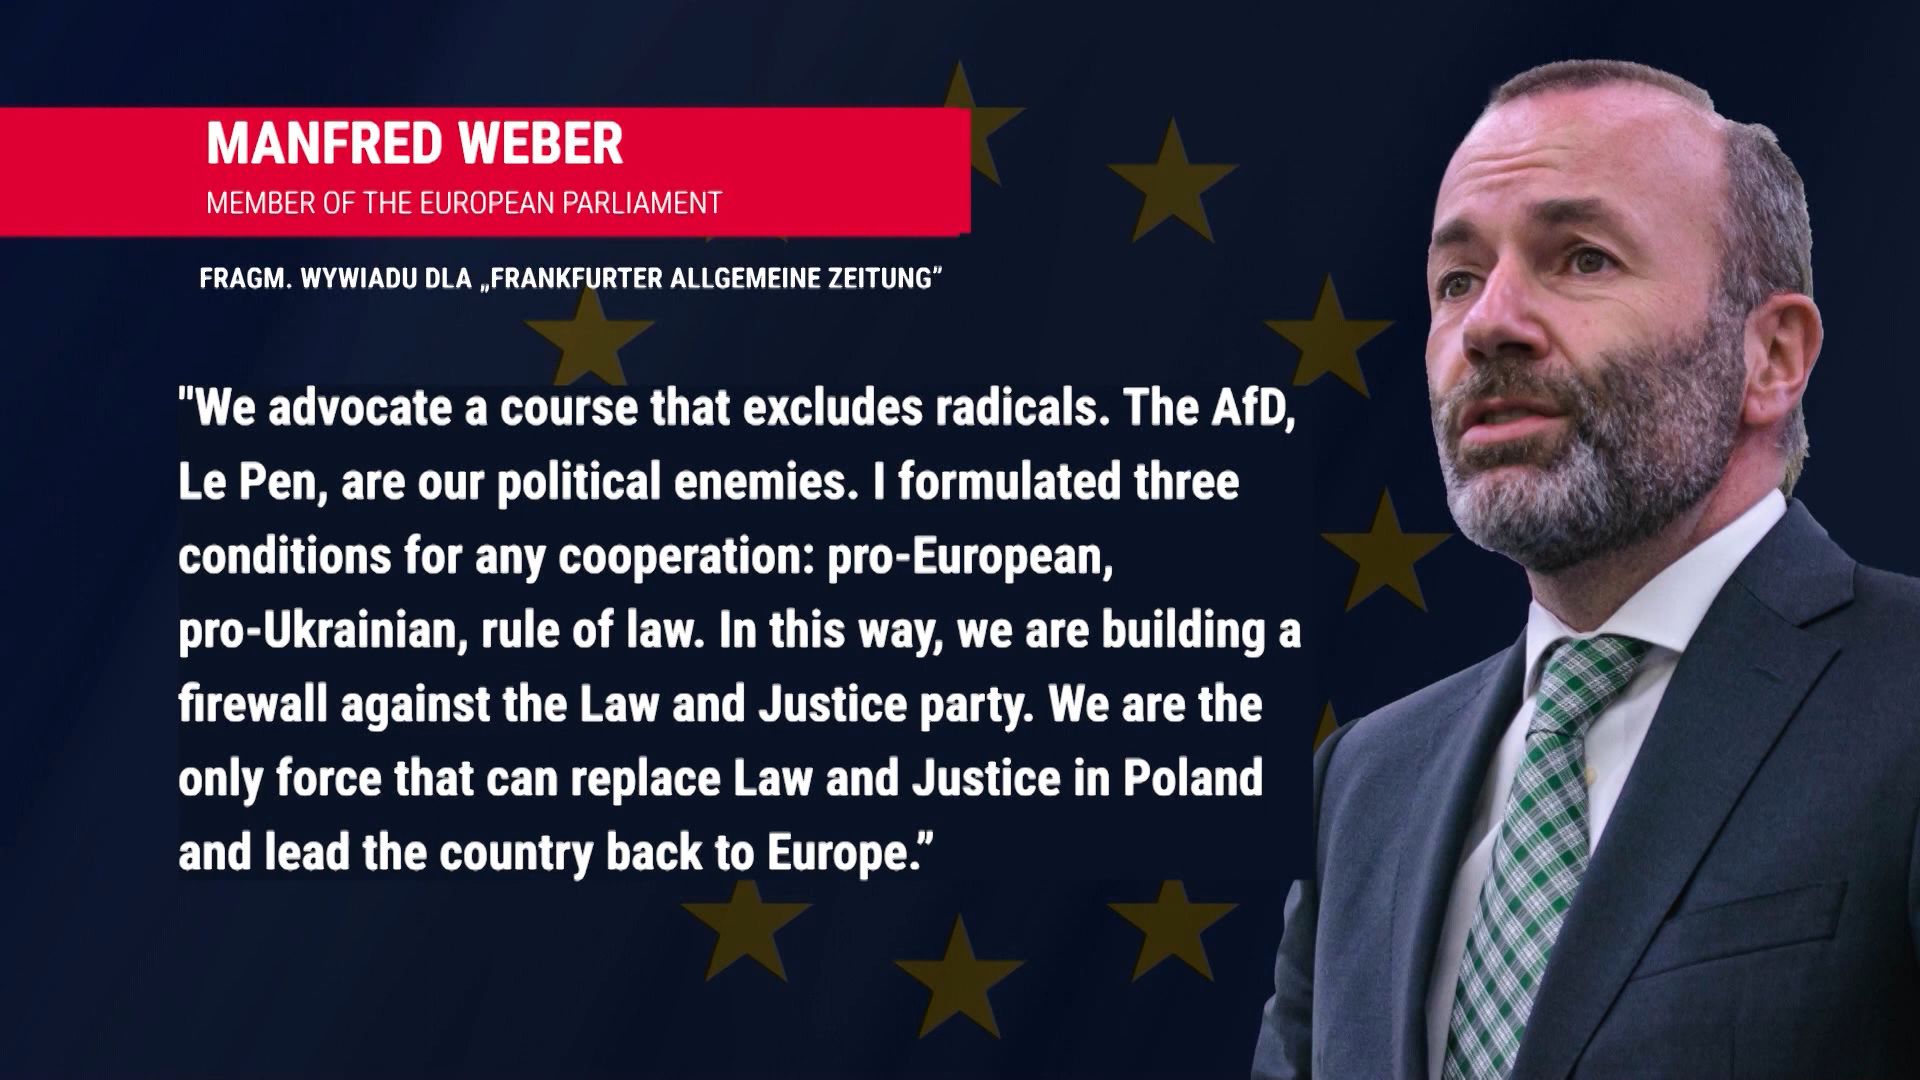 MANFRED WEBER
MEMBER OF THE EUROPEAN PARLIAMENT
FRAGM. WYWIADU DLA „FRANKFURTER ALLGEMEINE ZEITUNG”
"We advocate a course that excludes radicals. The AfD,
Le Pen, are our political enemies. I formulated three
conditions for any cooperation: pro-European,
pro-Ukrainian, rule of law. In this way, we are building a
firewall against the Law and Justice party. We are the
only force that can replace Law and Justice in Poland
and lead the country back to Europe.”